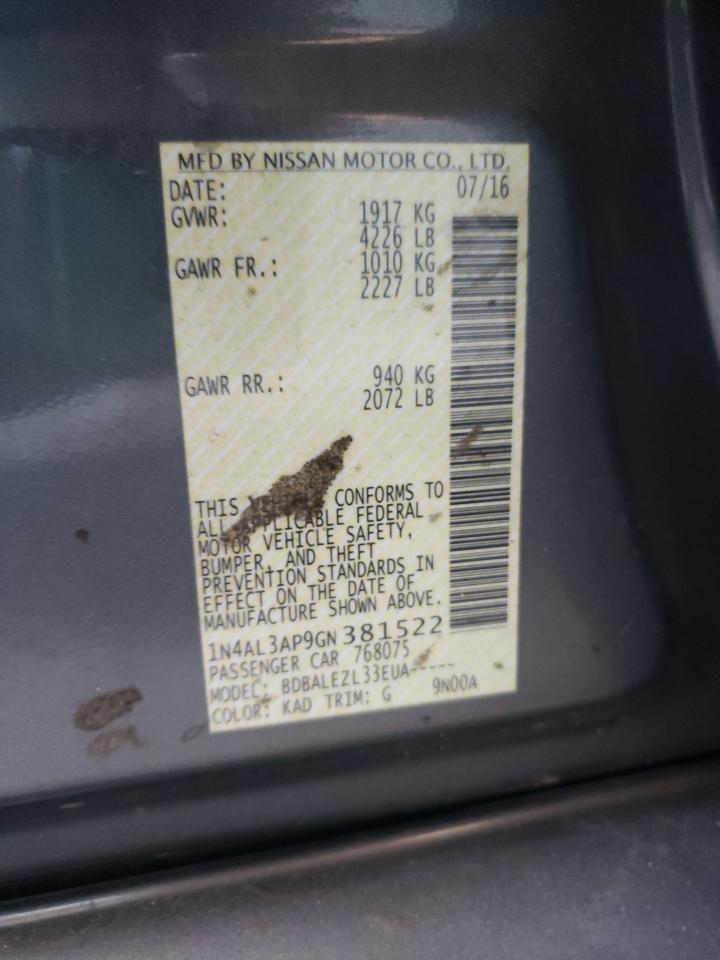 MFD BY NISSAN MOTOR CO., LTD.
DATE: 07/16
GVWR: 1917 KG
4226 LB
GAWR FR.: 1010 KG
2227 LB
GAWR RR.: 940 KG
2072 LB
THIS CONFORMS TO
ALL APPLICABLE FEDERAL
MOTOR VEHICLE SAFETY,
BUMPER, AND THEFT
PREVENTION STANDARDS IN
EFFECT ON THE DATE OF
MANUFACTURE SHOWN ABOVE.
1N4AL3AP9GN381522
PASSENGER CAR 768075
MODEL: BDBALEZL33EUA-----
COLOR: KAD TRIM: G 9N00A